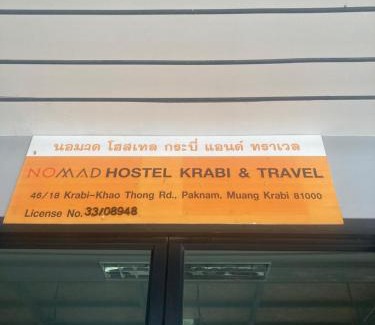 นอมาด โฮสเทล กระบี่ แอนด์ ทราเวล
NOMAD HOSTEL KRABI & TRAVEL
46/18 Krabi-Khao Thong Rd., Paknam, Muang Krabi 81000
License No. 33/08948